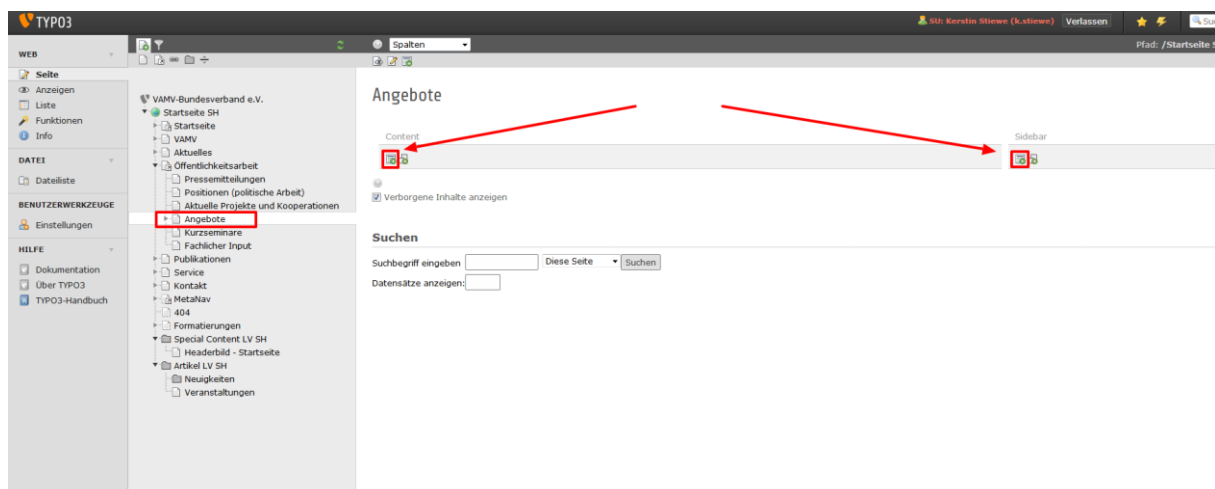 TYPO3
SU: Kerstin Stiewe (k.stiewe) Verlassen
WEB
Seite
Anzeigen
Liste
Funktionen
Info
DATEI
Dateiliste
BENUTZERWERKZEUGE
Einstellungen
HILFE
Dokumentation
Über TYPO3
TYPO3-Handbuch
VAMV-Bundesverband e.V.
Startseite SH
Startseite
VAMV
Aktuelles
Öffentlichkeitsarbeit
Pressemitteilungen
Positionen (politische Arbeit)
Aktuelle Projekte und Kooperationen
Angebote
Kurzseminare
Fachlicher Input
Publikationen
Service
Kontakt
MetaNav
404
Formatierungen
Special Content LV SH
Headerbild - Startseite
Artikel LV SH
Neuigkeiten
Veranstaltungen
Spalten
Pfad: /Startseite
Angebote
Content
Sidebar
Verborgene Inhalte anzeigen
Suchen
Suchbegriff eingeben Diese Seite Suchen
Datensätze anzeigen: